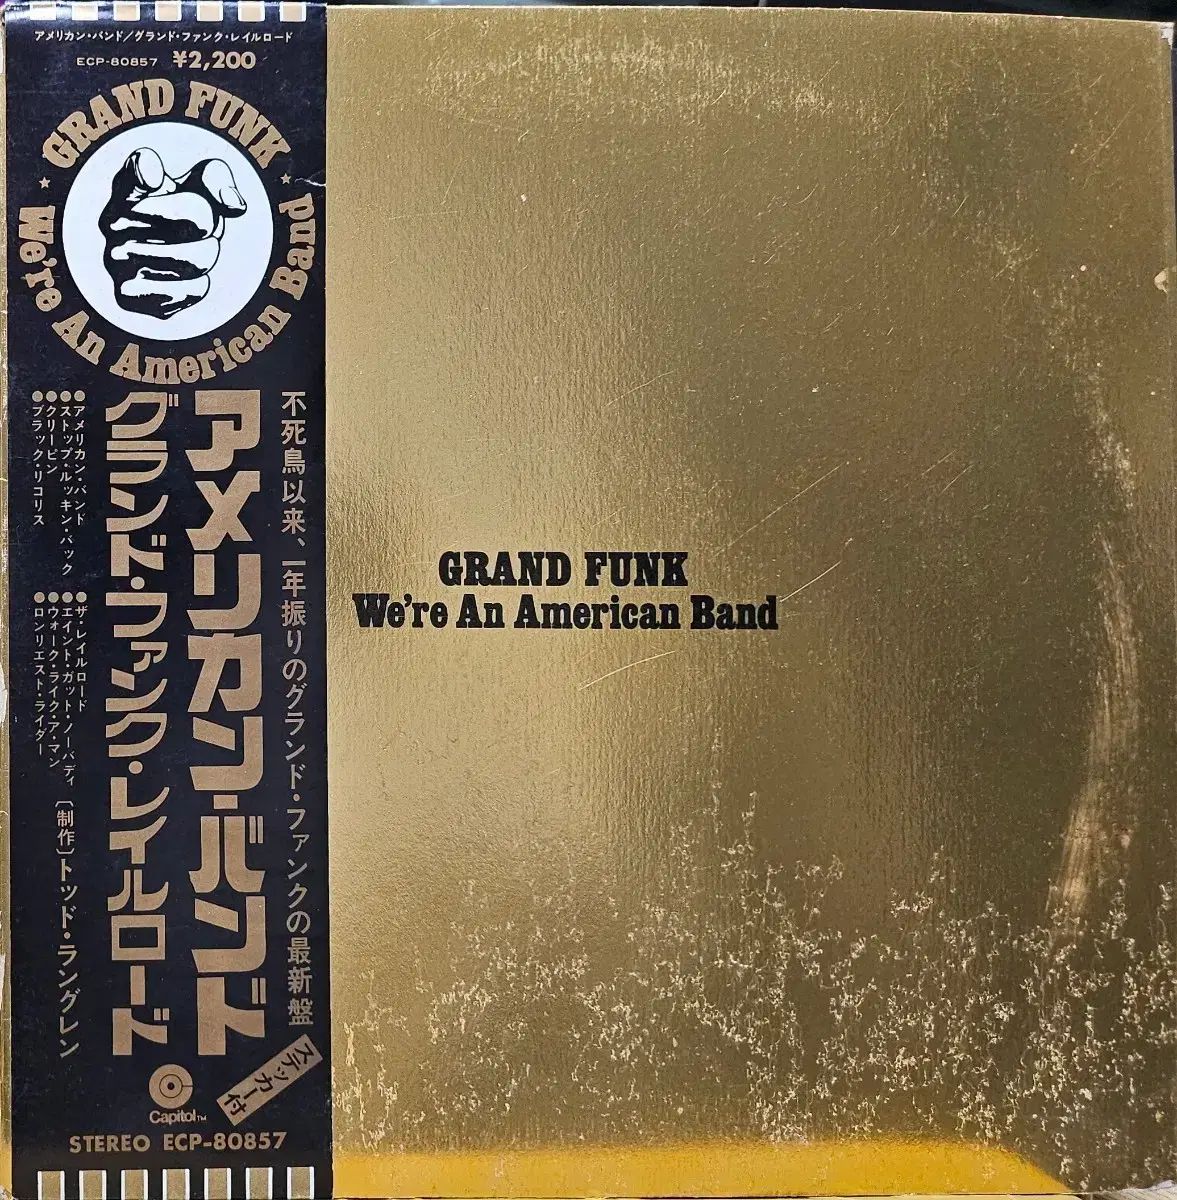 アメリカン・バンド／グランド・ファンク・レイルロード
ECP-80857 ¥2,200
GRAND FUNK
We're An American Band
不死鳥以来、一年振りのグランド・ファンクの最新盤
アメリカン・バンド
グランド・ファンク・レイルロード
●アメリカン・バンド
●ストップ・ルッキン・バック
●クリーピン
●ブラック・リコリス
●ザ・レイルロード
●エイント・ガット・ノーバディ
●ウォーク・ライク・ア・マン
●ロンリエスト・ライダー
〔制作〕トッド・ラングレン
ステッカー付
Capitol™
STEREO ECP-80857
GRAND FUNK
We're An American Band